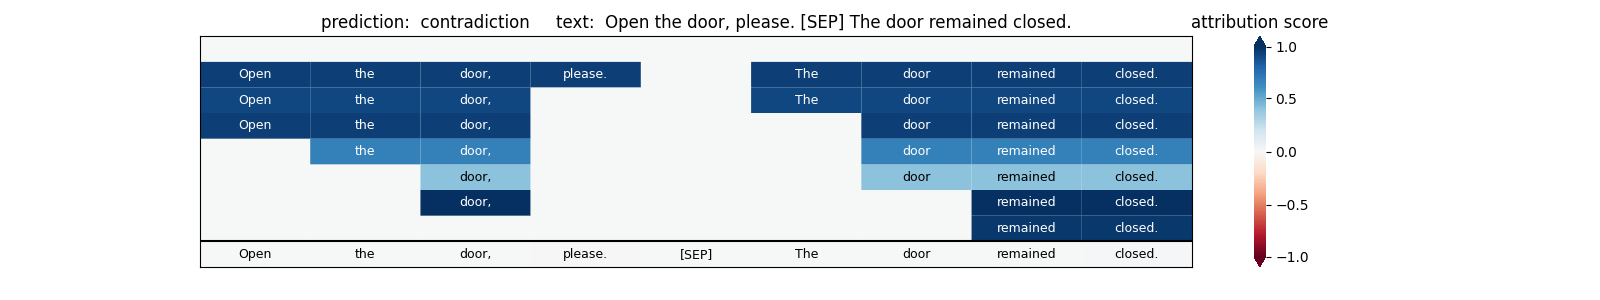 prediction:  contradiction     text:  Open the door, please. [SEP] The door remained closed.
attribution score
Open the door, please. The door remained closed.
Open the door, The door remained closed.
Open the door, door remained closed.
the door, door remained closed.
door, door remained closed.
door, remained closed.
remained closed.
Open the door, please. [SEP] The door remained closed.
1.0
0.5
0.0
−0.5
−1.0